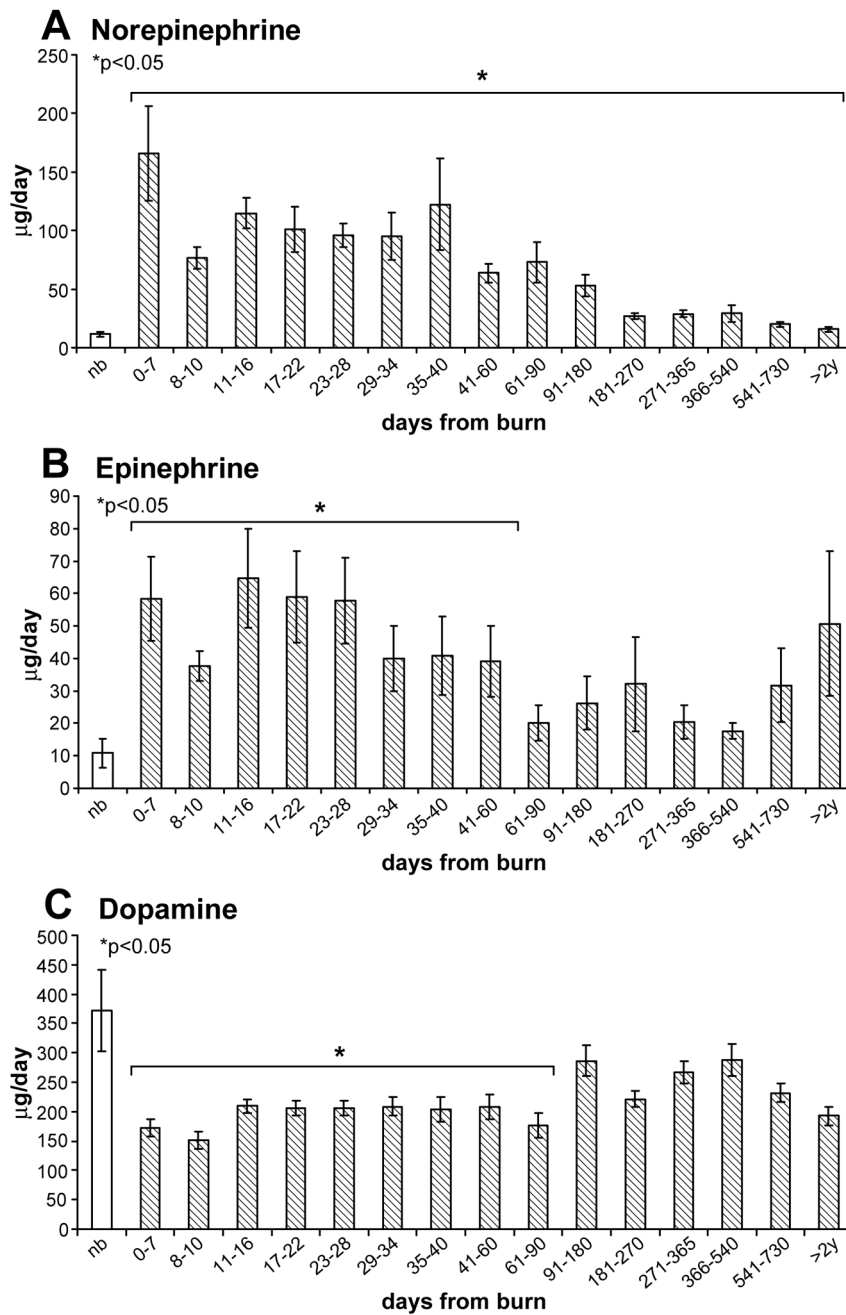 A Norepinephrine
*p<0.05
*
250
200
150
100
50
0
μg/day
nb 0-7 8-10 11-16 17-22 23-28 29-34 35-40 41-60 61-90 91-180 181-270 271-365 366-540 541-730 >2y
days from burn
B Epinephrine
*p<0.05
*
90
80
70
60
50
40
30
20
10
0
μg/day
nb 0-7 8-10 11-16 17-22 23-28 29-34 35-40 41-60 61-90 91-180 181-270 271-365 366-540 541-730 >2y
days from burn
C Dopamine
*p<0.05
*
500
450
400
350
300
250
200
150
100
50
0
μg/day
nb 0-7 8-10 11-16 17-22 23-28 29-34 35-40 41-60 61-90 91-180 181-270 271-365 366-540 541-730 >2y
days from burn